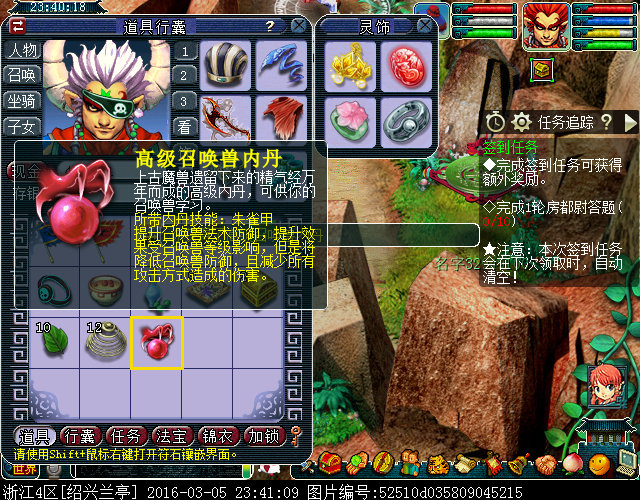 23:40:18
道具行囊
?
灵饰
人物
召唤
坐骑
子女
现金
存银
1
2
3
看
高级召唤兽内丹
上古魔兽遗留下来的精气经万
年而成的高级内丹，可供你的
召唤兽学习。
所带内丹技能：朱雀甲
提升召唤兽法术防御，提升效
果受召唤兽等级影响，但是将
降低召唤兽防御，且减少所有
攻击方式造成的伤害。
10
12
道具
行囊
任务
法宝
锦衣
加锁
请使用Shift+鼠标右键打开符石镶嵌界面。
世界
任务追踪 ?
签到任务
◆完成签到任务可获得
额外奖励。
◇完成1轮房都尉答题(
0/10)
★注意：本次签到任务
会在下次领取时，自动
清空！
名字32
浙江4区[绍兴兰亭] 2016-03-05 23:41:09 图片编号:52510d035809045215